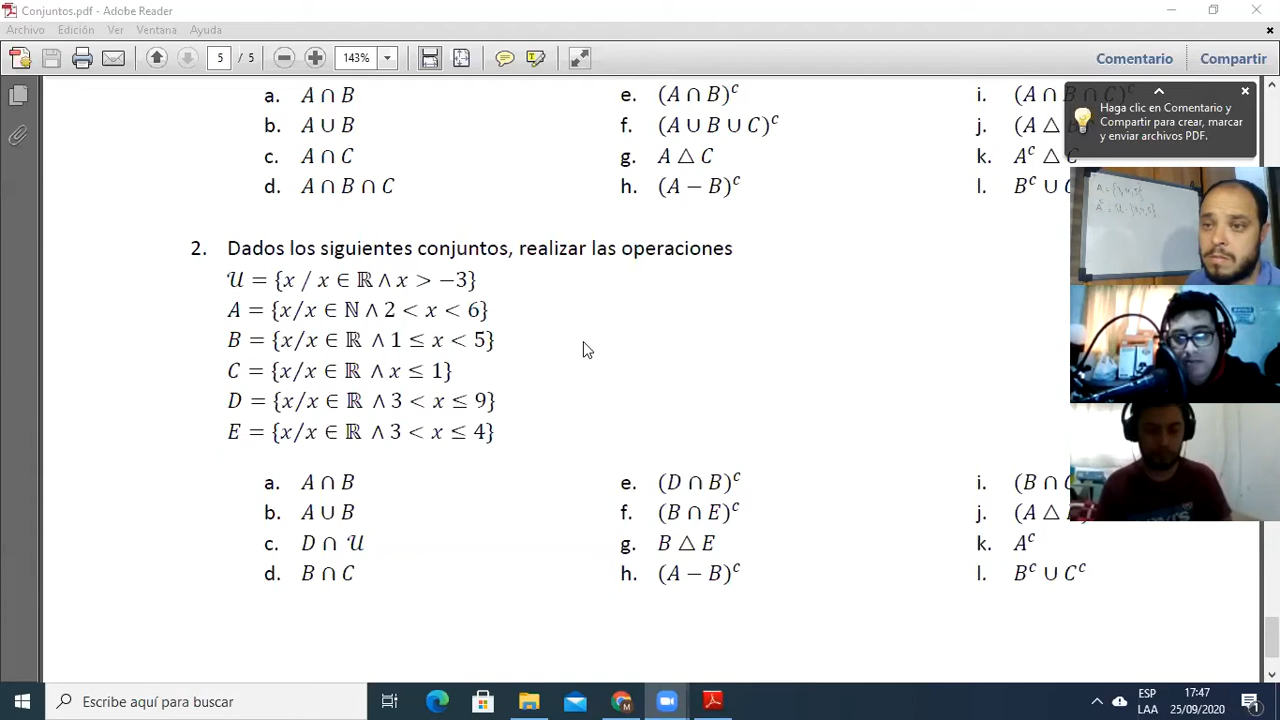 Conjuntos.pdf - Adobe Reader
Archivo Edición Ver Ventana Ayuda
5 / 5 143% Comentario Compartir
Haga clic en Comentario y
Compartir para crear, marcar
y enviar archivos PDF.
a. A ∩ B e. (A ∩ B)ᶜ i. (A ∩ B ∩ C)ᶜ
b. A ∪ B f. (A ∪ B ∪ C)ᶜ j. (A △
c. A ∩ C g. A △ C k. Aᶜ △ C
d. A ∩ B ∩ C h. (A − B)ᶜ l. Bᶜ ∪ C
2. Dados los siguientes conjuntos, realizar las operaciones
𝒰 = {x / x ∈ ℝ ∧ x > −3}
A = {x/x ∈ ℕ ∧ 2 < x < 6}
B = {x/x ∈ ℝ ∧ 1 ≤ x < 5}
C = {x/x ∈ ℝ ∧ x ≤ 1}
D = {x/x ∈ ℝ ∧ 3 < x ≤ 9}
E = {x/x ∈ ℝ ∧ 3 < x ≤ 4}
a. A ∩ B e. (D ∩ B)ᶜ i. (B ∩
b. A ∪ B f. (B ∩ E)ᶜ j. (A △
c. D ∩ 𝒰 g. B △ E k. Aᶜ
d. B ∩ C h. (A − B)ᶜ l. Bᶜ ∪ Cᶜ
Escribe aquí para buscar
ESP 17:47
LAA 25/09/2020